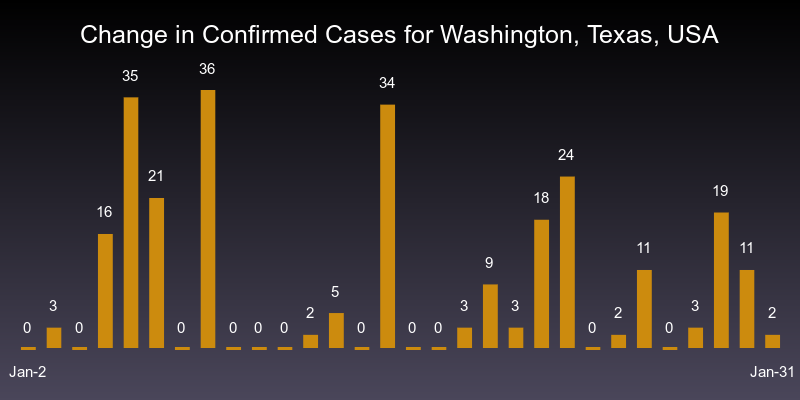 Change in Confirmed Cases for Washington, Texas, USA
0 3 0 16 35 21 0 36 0 0 0 2 5 0 34 0 0 3 9 3 18 24 0 2 11 0 3 19 11 2
Jan-2 Jan-31